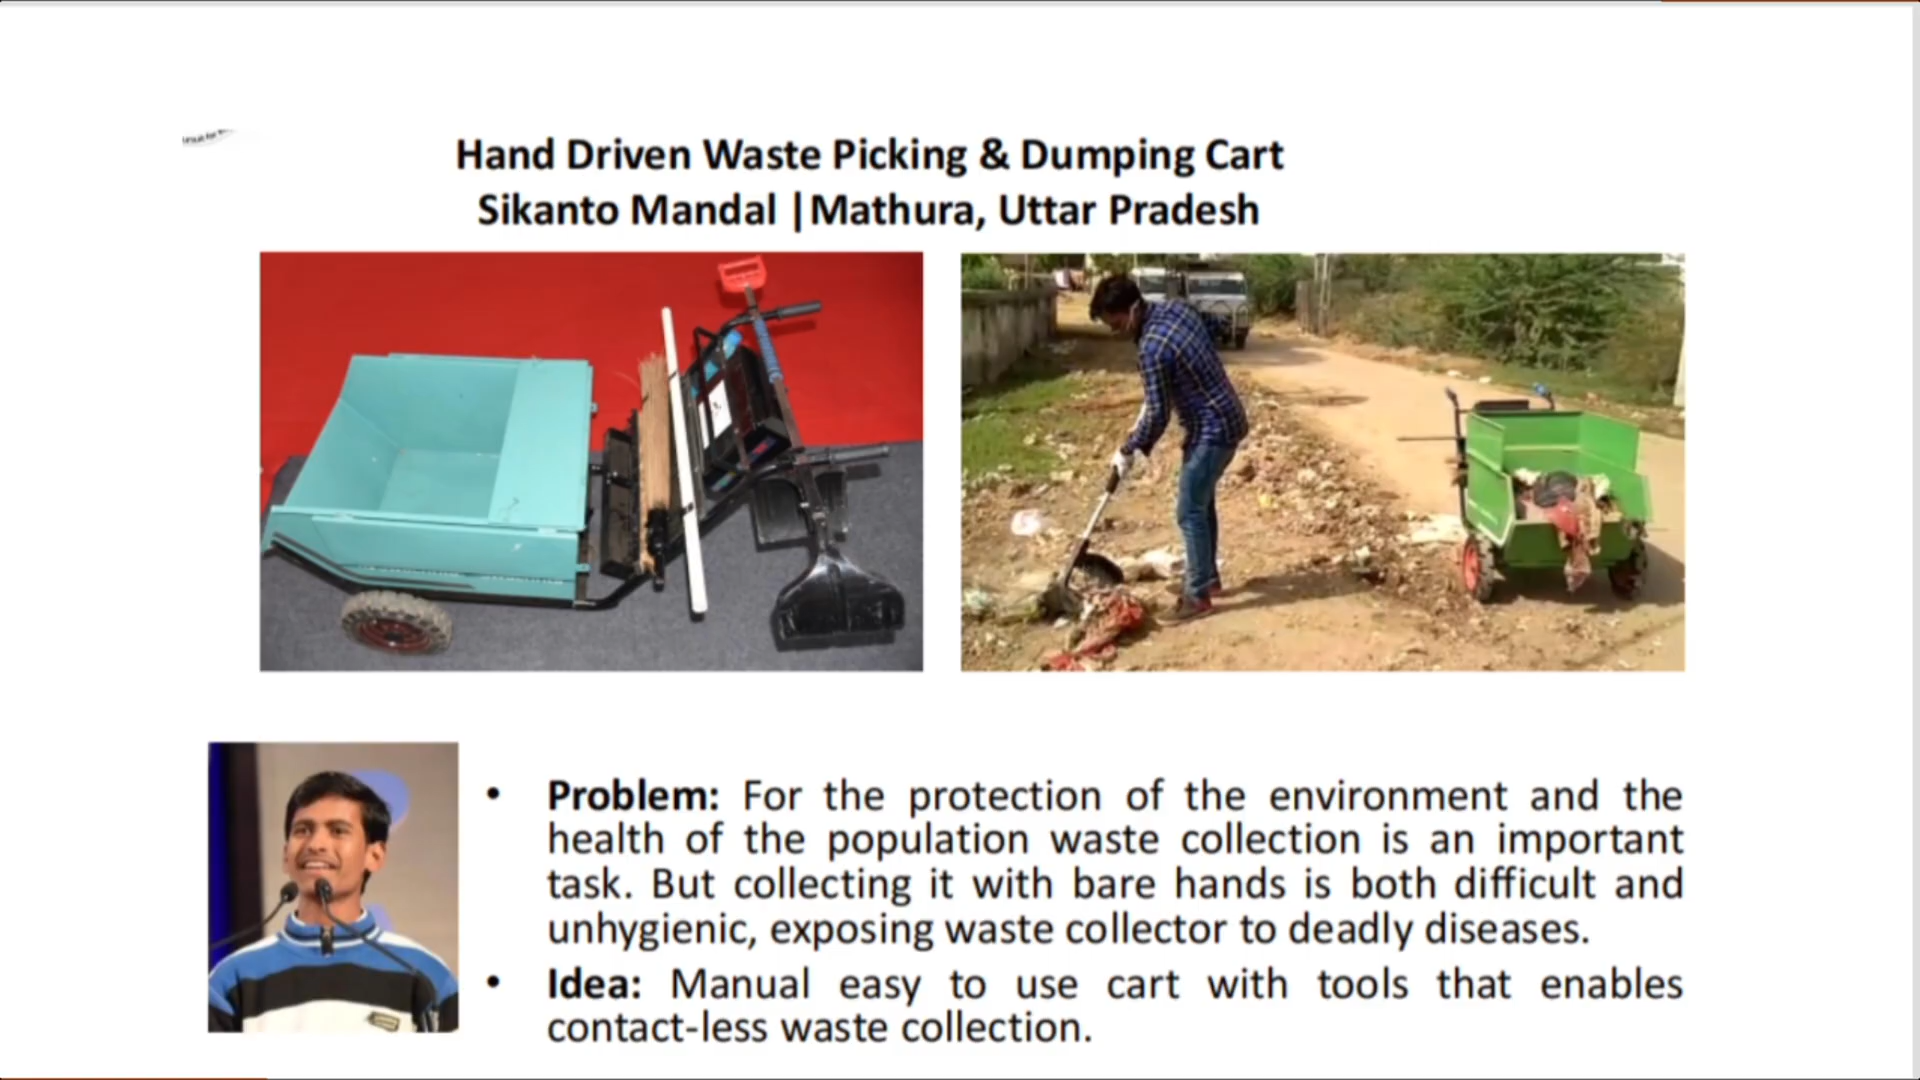 Hand Driven Waste Picking & Dumping Cart
Sikanto Mandal |Mathura, Uttar Pradesh
• Problem: For the protection of the environment and the
health of the population waste collection is an important
task. But collecting it with bare hands is both difficult and
unhygienic, exposing waste collector to deadly diseases.
• Idea: Manual easy to use cart with tools that enables
contact-less waste collection.